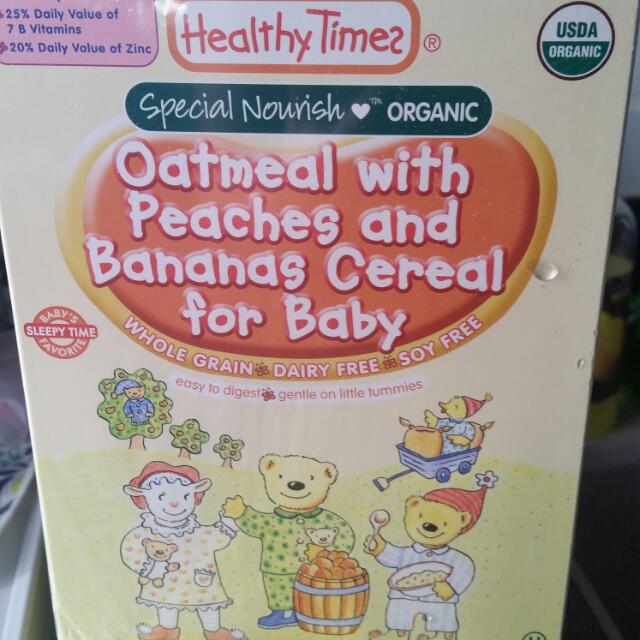 25% Daily Value of
7 B Vitamins
20% Daily Value of Zinc
HealthyTimes ®
USDA
ORGANIC
Special Nourish ™ ORGANIC
Oatmeal with
Peaches and
Bananas Cereal
for Baby
WHOLE GRAIN DAIRY FREE SOY FREE
easy to digest gentle on little tummies
BABY'S
SLEEPY TIME
FAVORITE